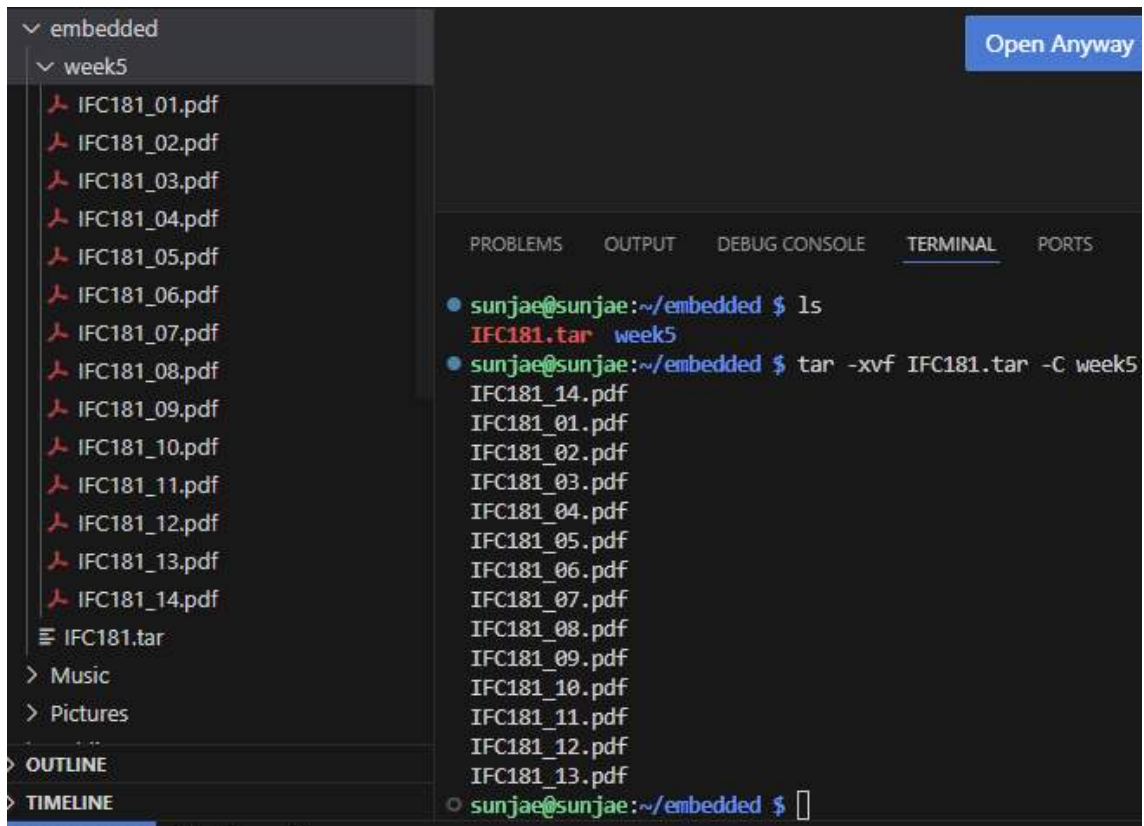 embedded
week5
IFC181_01.pdf
IFC181_02.pdf
IFC181_03.pdf
IFC181_04.pdf
IFC181_05.pdf
IFC181_06.pdf
IFC181_07.pdf
IFC181_08.pdf
IFC181_09.pdf
IFC181_10.pdf
IFC181_11.pdf
IFC181_12.pdf
IFC181_13.pdf
IFC181_14.pdf
IFC181.tar
Music
Pictures
OUTLINE
TIMELINE
Open Anyway
PROBLEMS OUTPUT DEBUG CONSOLE TERMINAL PORTS
sunjae@sunjae:~/embedded $ ls
IFC181.tar week5
sunjae@sunjae:~/embedded $ tar -xvf IFC181.tar -C week5
IFC181_14.pdf
IFC181_01.pdf
IFC181_02.pdf
IFC181_03.pdf
IFC181_04.pdf
IFC181_05.pdf
IFC181_06.pdf
IFC181_07.pdf
IFC181_08.pdf
IFC181_09.pdf
IFC181_10.pdf
IFC181_11.pdf
IFC181_12.pdf
IFC181_13.pdf
sunjae@sunjae:~/embedded $